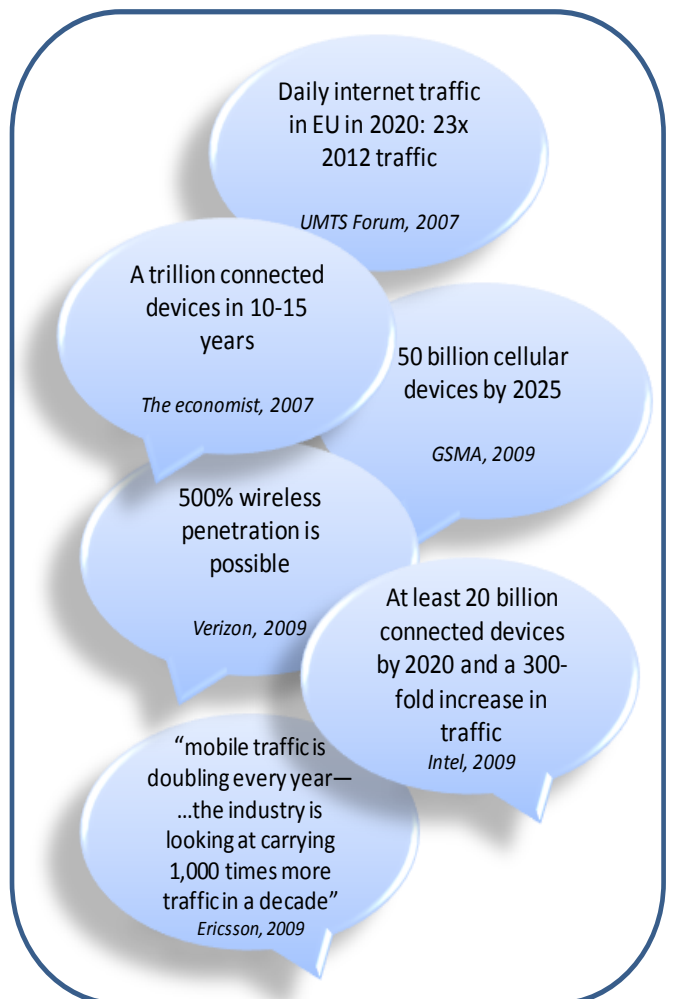 Daily internet traffic
in EU in 2020: 23x
2012 traffic
UMTS Forum, 2007
A trillion connected
devices in 10-15
years
The economist, 2007
50 billion cellular
devices by 2025
GSMA, 2009
500% wireless
penetration is
possible
Verizon, 2009
At least 20 billion
connected devices
by 2020 and a 300-
fold increase in
traffic
Intel, 2009
“mobile traffic is
doubling every year—
...the industry is
looking at carrying
1,000 times more
traffic in a decade”
Ericsson, 2009